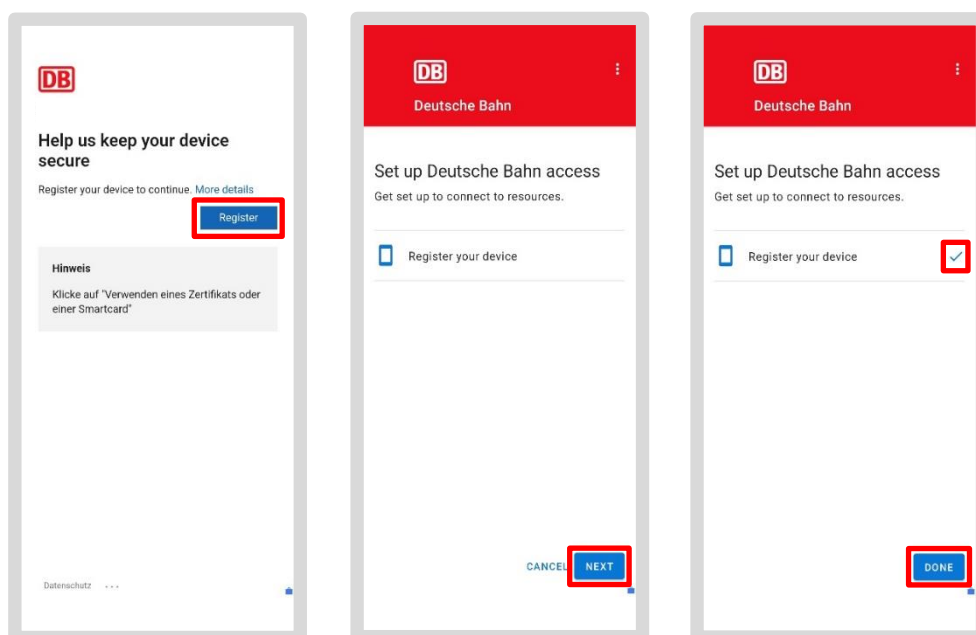 DB
Help us keep your device
secure
Register your device to continue. More details
Register
Hinweis
Klicke auf "Verwenden eines Zertifikats oder
einer Smartcard"
Datenschutz ...
DB
Deutsche Bahn
Set up Deutsche Bahn access
Get set up to connect to resources.
Register your device
CANCEL NEXT
DB
Deutsche Bahn
Set up Deutsche Bahn access
Get set up to connect to resources.
Register your device
DONE